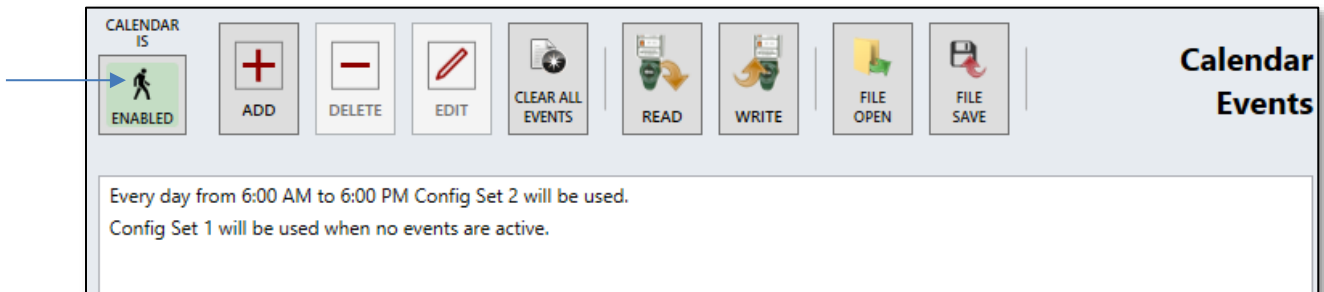 CALENDAR
IS
ENABLED
ADD
DELETE
EDIT
CLEAR ALL
EVENTS
READ
WRITE
FILE
OPEN
FILE
SAVE
Calendar
Events
Every day from 6:00 AM to 6:00 PM Config Set 2 will be used.
Config Set 1 will be used when no events are active.